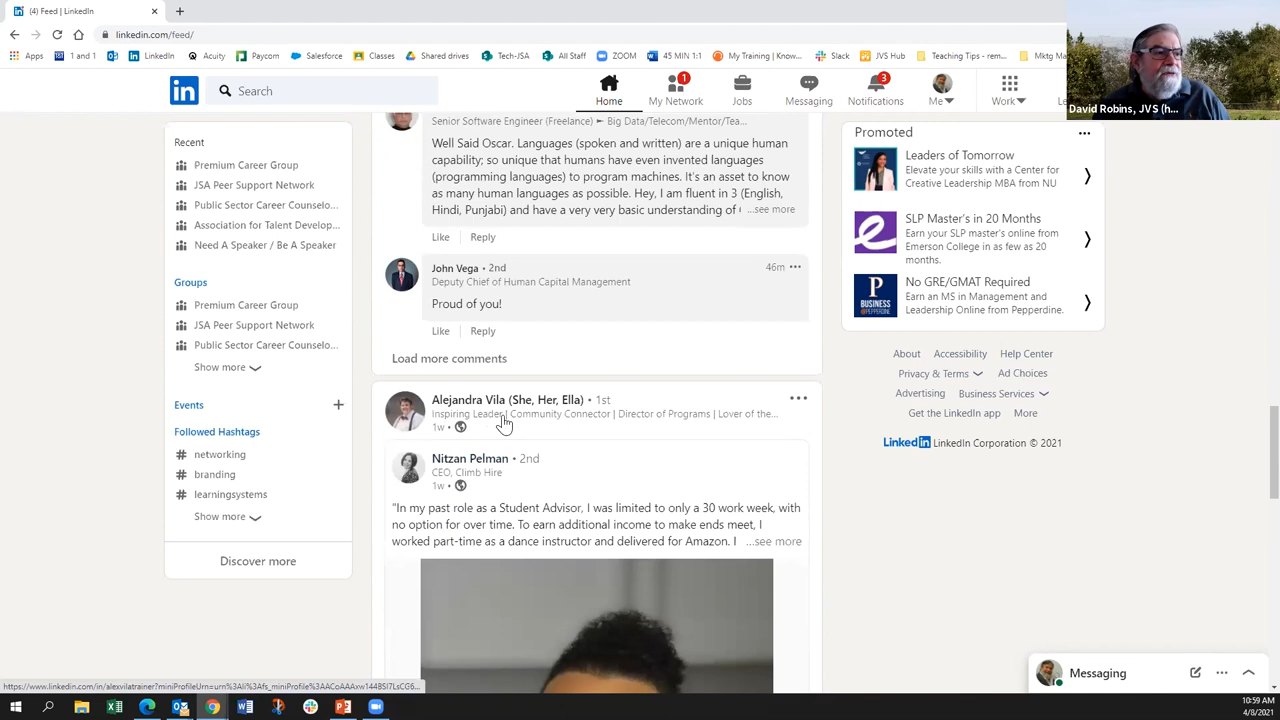 (4) Feed | LinkedIn
linkedin.com/feed/
Apps
1 and 1
LinkedIn
Acuity
Paycom
Salesforce
Classes
Shared drives
Tech-JSA
All Staff
ZOOM
45 MIN 1:1
My Training | Know...
Slack
JVS Hub
Teaching Tips - rem...
Mktg
David Robins, JVS (h...
in
Search
Home
1
My Network
Jobs
Messaging
3
Notifications
Me
Work
Recent
Premium Career Group
JSA Peer Support Network
Public Sector Career Counselo...
Association for Talent Develop...
Need A Speaker / Be A Speaker
Groups
Premium Career Group
JSA Peer Support Network
Public Sector Career Counselo...
Show more
Events
Followed Hashtags
# networking
# branding
# learningsystems
Show more
Discover more
Senior Software Engineer (Freelance) ► Big Data/Telecom/Mentor/Tea...
Well Said Oscar. Languages (spoken and written) are a unique human
capability; so unique that humans have even invented languages
(programming languages) to program machines. It's an asset to know
as many human languages as possible. Hey, I am fluent in 3 (English,
Hindi, Punjabi) and have a very very basic understanding of ...see more
Like Reply
John Vega • 2nd
46m
Deputy Chief of Human Capital Management
Proud of you!
Like Reply
Load more comments
Alejandra Vila (She, Her, Ella) • 1st
Inspiring Leader | Community Connector | Director of Programs | Lover of the...
1w •
Nitzan Pelman • 2nd
CEO, Climb Hire
1w •
"In my past role as a Student Advisor, I was limited to only a 30 work week, with
no option for over time. To earn additional income to make ends meet, I
worked part-time as a dance instructor and delivered for Amazon. I ...see more
Promoted
Leaders of Tomorrow
Elevate your skills with a Center for
Creative Leadership MBA from NU
SLP Master's in 20 Months
Earn your SLP master's online from
Emerson College in as few as 20
months.
No GRE/GMAT Required
Earn an MS in Management and
Leadership Online from Pepperdine.
About Accessibility Help Center
Privacy & Terms Ad Choices
Advertising Business Services
Get the LinkedIn app More
LinkedIn LinkedIn Corporation © 2021
Messaging
10:59 AM
4/8/2021